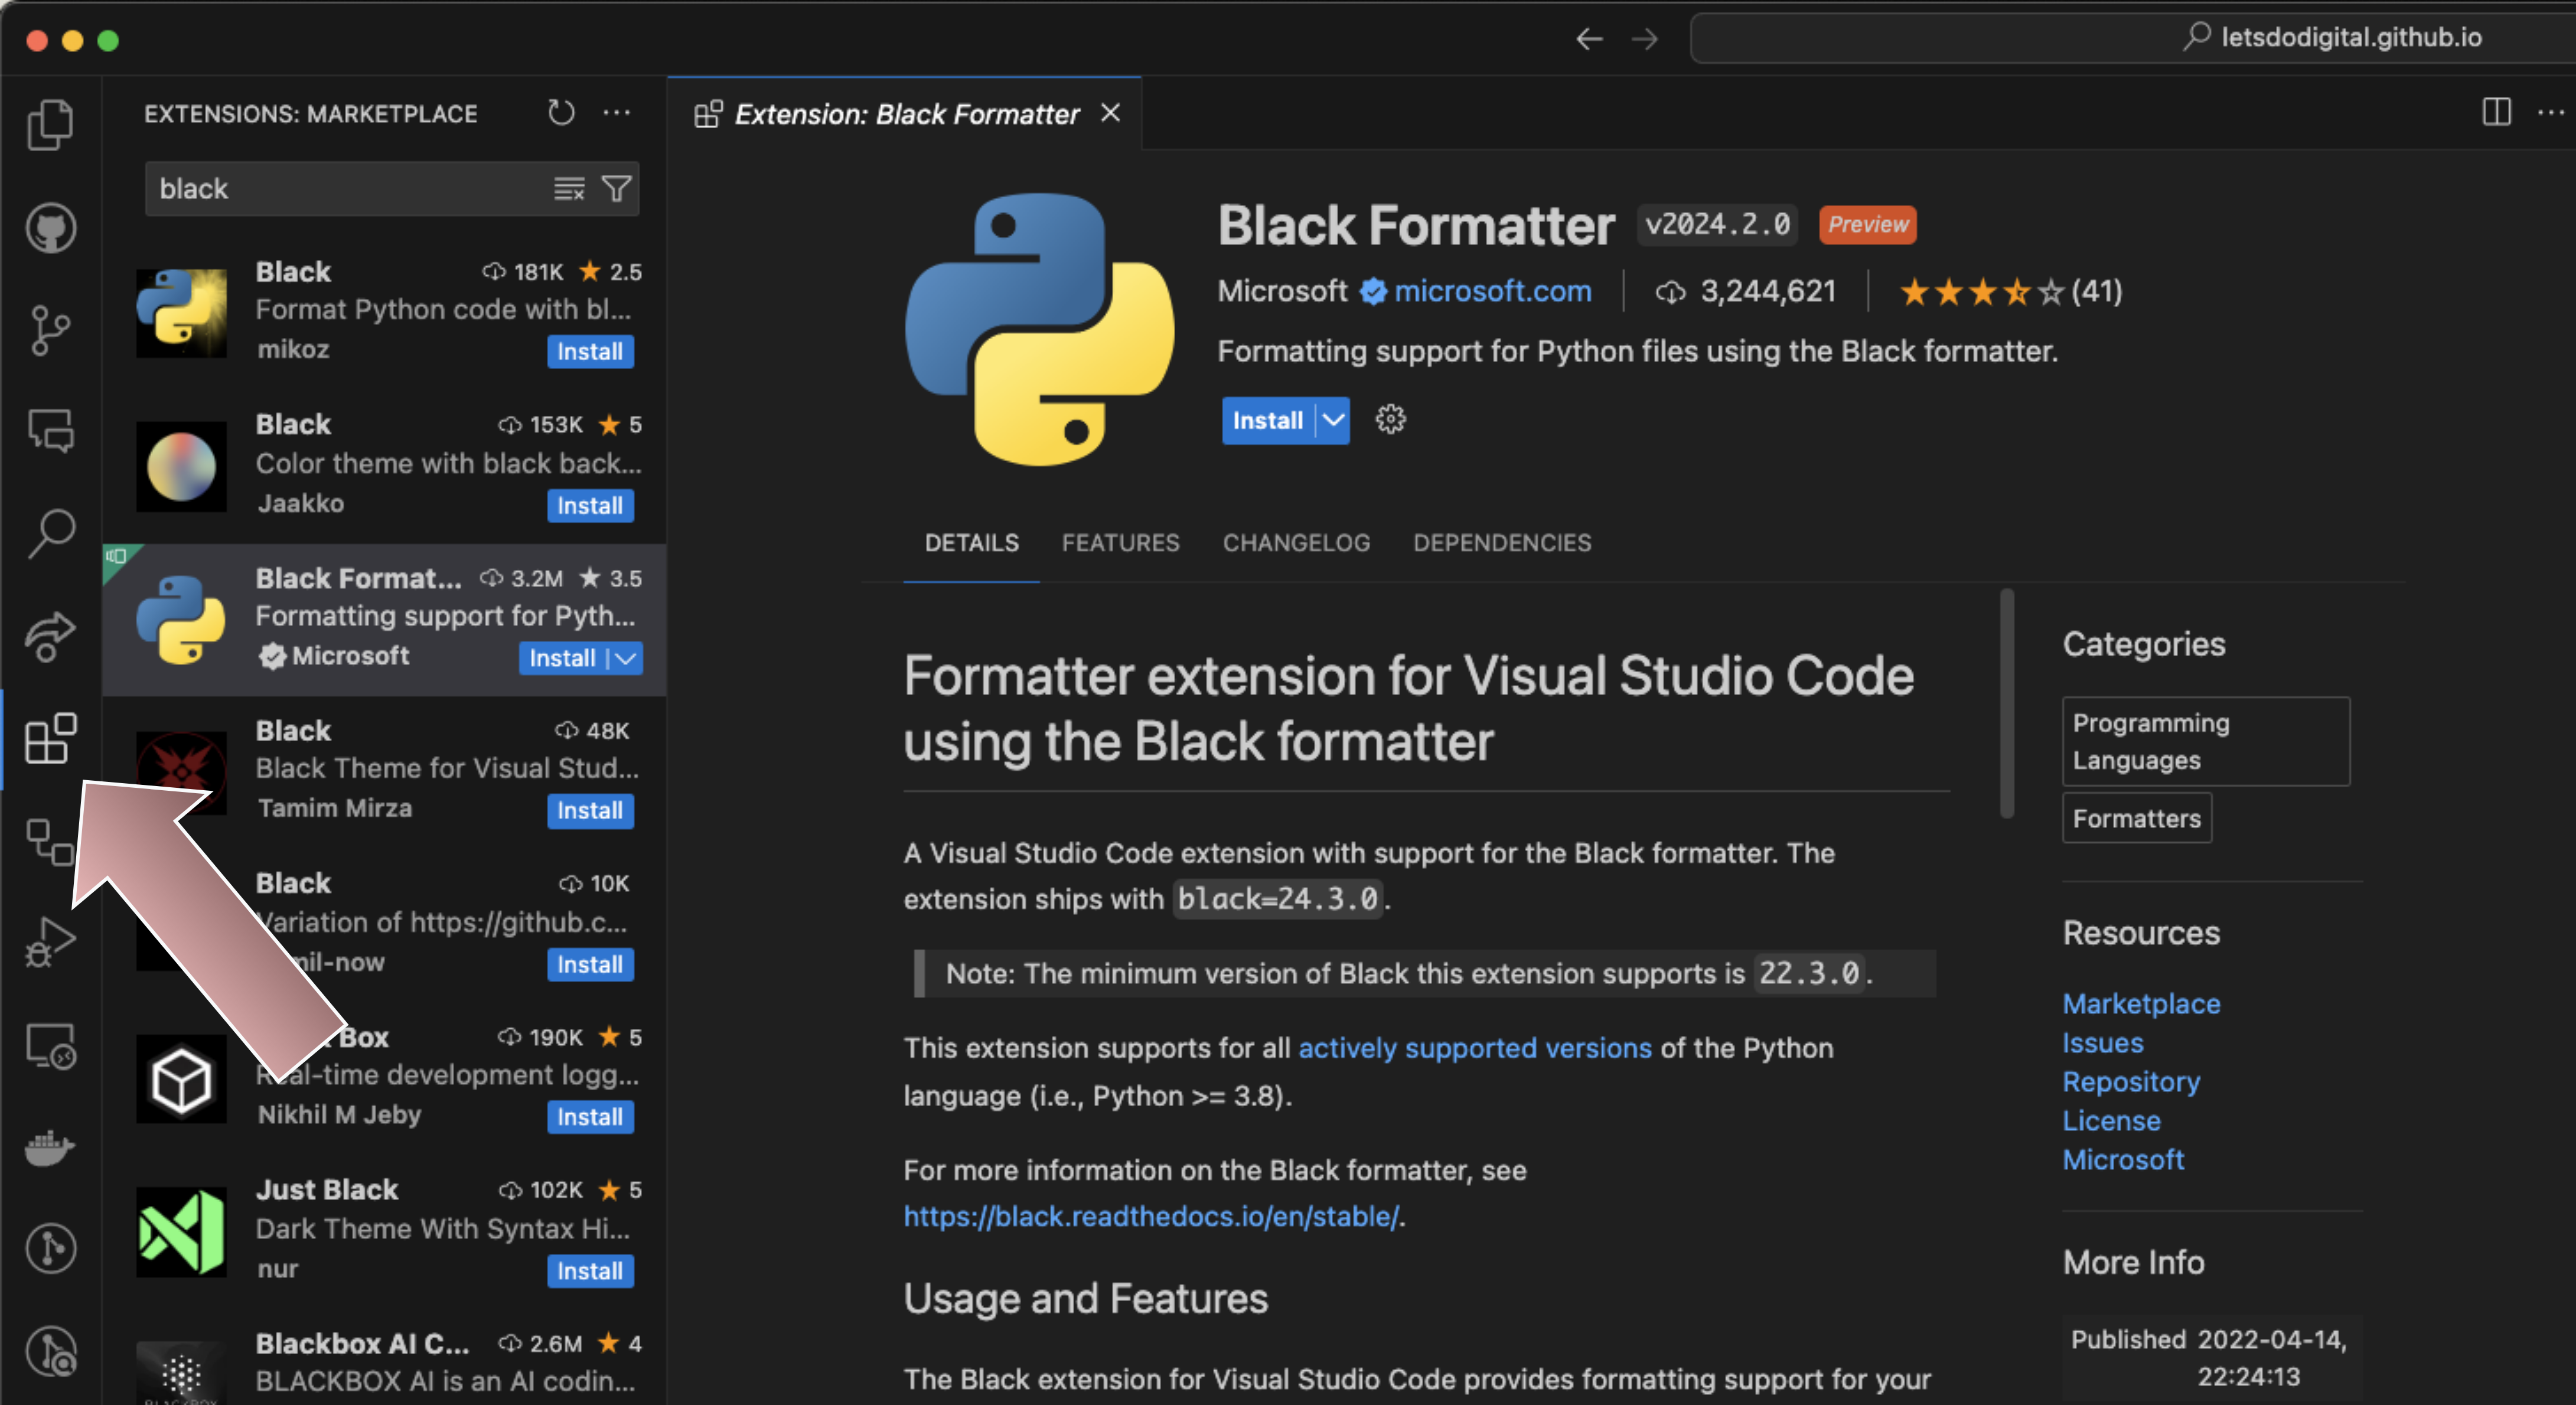 letsdodigital.github.io
EXTENSIONS: MARKETPLACE
Extension: Black Formatter
black
Black 181K ★ 2.5
Format Python code with bl...
mikoz Install
Black 153K ★ 5
Color theme with black back...
Jaakko Install
Black Format... 3.2M ★ 3.5
Formatting support for Pyth...
Microsoft Install
Black 48K
Black Theme for Visual Stud...
Tamim Mirza Install
Black 10K
Variation of https://github.c...
mil-now Install
Box 190K ★ 5
Real-time development logg...
Nikhil M Jeby Install
Just Black 102K ★ 5
Dark Theme With Syntax Hi...
nur Install
Blackbox AI C... 2.6M ★ 4
BLACKBOX AI is an AI codin...
Black Formatter v2024.2.0 Preview
Microsoft microsoft.com 3,244,621 (41)
Formatting support for Python files using the Black formatter.
Install
DETAILS FEATURES CHANGELOG DEPENDENCIES
Formatter extension for Visual Studio Code
using the Black formatter
A Visual Studio Code extension with support for the Black formatter. The
extension ships with black=24.3.0.
Note: The minimum version of Black this extension supports is 22.3.0.
This extension supports for all actively supported versions of the Python
language (i.e., Python >= 3.8).
For more information on the Black formatter, see
https://black.readthedocs.io/en/stable/.
Usage and Features
The Black extension for Visual Studio Code provides formatting support for your
Categories
Programming
Languages
Formatters
Resources
Marketplace
Issues
Repository
License
Microsoft
More Info
Published 2022-04-14,
22:24:13